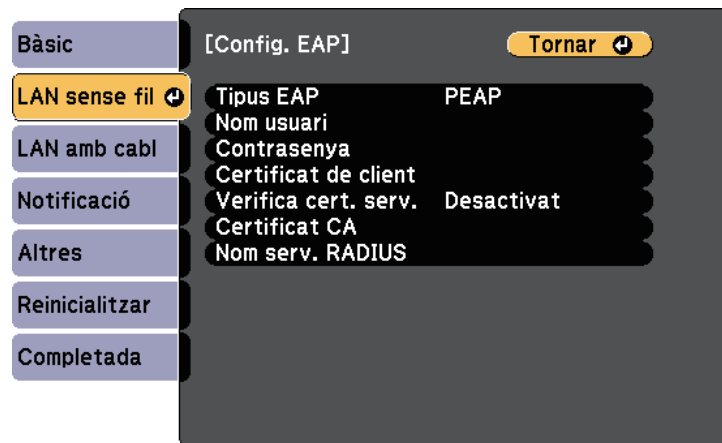 Bàsic
LAN sense fil
LAN amb cabl
Notificació
Altres
Reinicialitzar
Completada
[Config. EAP]
Tornar
Tipus EAP PEAP
Nom usuari
Contrasenya
Certificat de client
Verifica cert. serv. Desactivat
Certificat CA
Nom serv. RADIUS